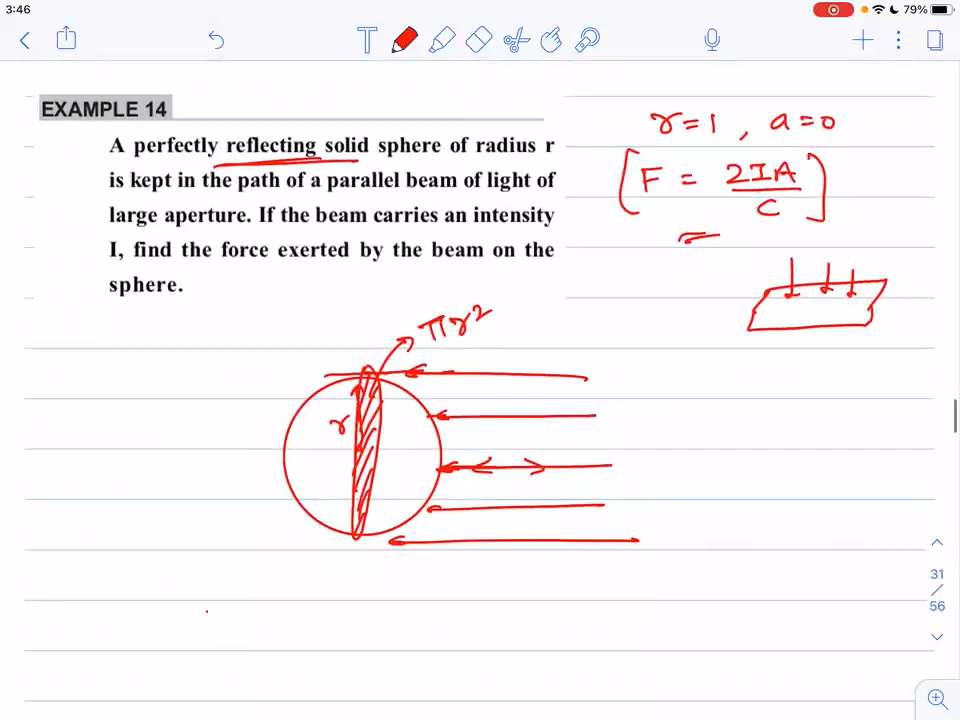 3:46
79%
T
EXAMPLE 14
A perfectly reflecting solid sphere of radius r
is kept in the path of a parallel beam of light of
large aperture. If the beam carries an intensity
I, find the force exerted by the beam on the
sphere.
r=1, a=0
[F = 2IA/C]
πr²
r
31
/
56